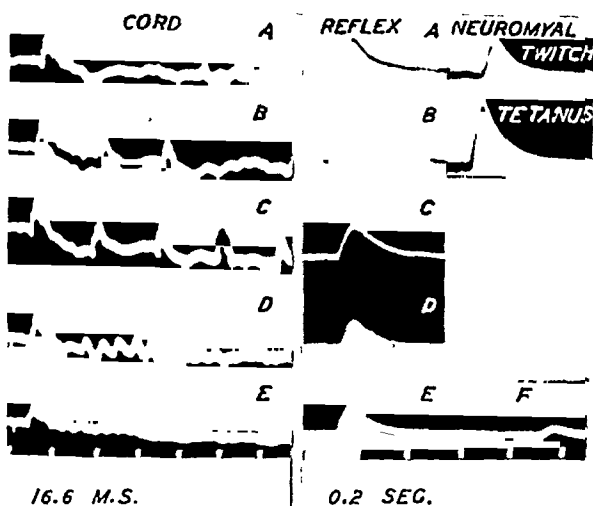 CORD
REFLEX
NEUROMYAL
A
A
TWITCH
B
B
TETANUS
C
C
D
D
E
E
F
16.6 M.S.
0.2 SEC.